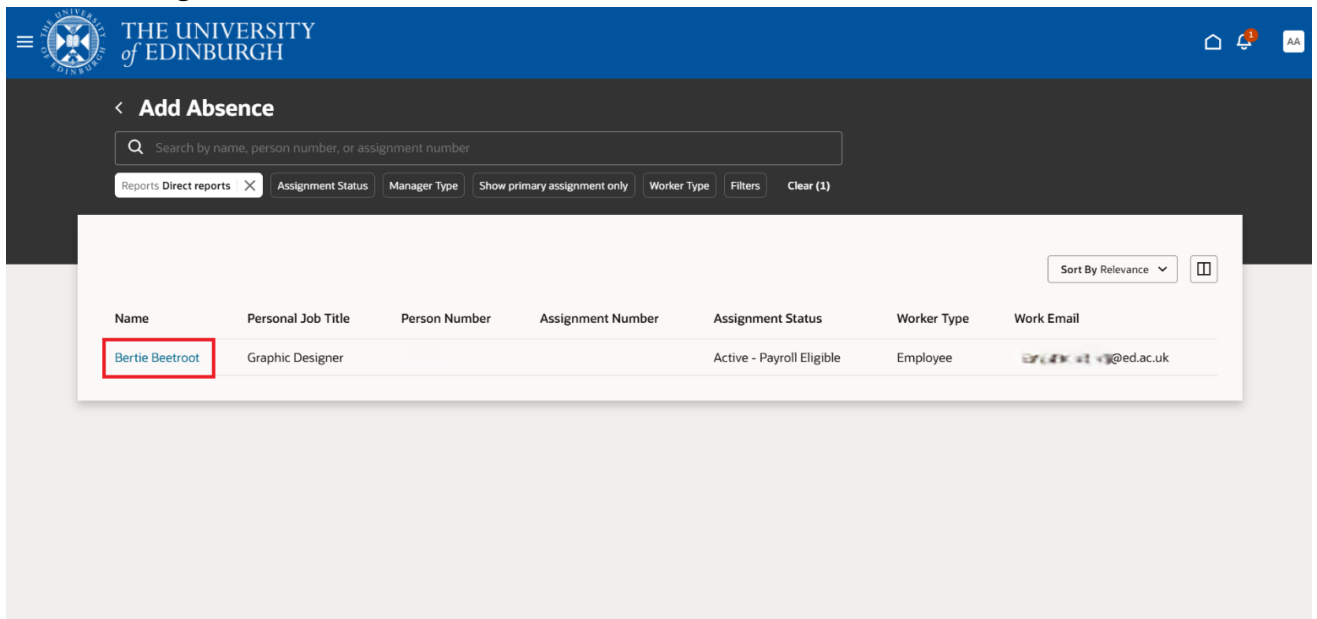 THE UNIVERSITY
of EDINBURGH
1
AA
Add Absence
Search by name, person number, or assignment number
Reports Direct reports Assignment Status Manager Type Show primary assignment only Worker Type Filters Clear (1)
Sort By Relevance
Name Personal Job Title Person Number Assignment Number Assignment Status Worker Type Work Email
Bertie Beetroot Graphic Designer Active - Payroll Eligible Employee @ed.ac.uk